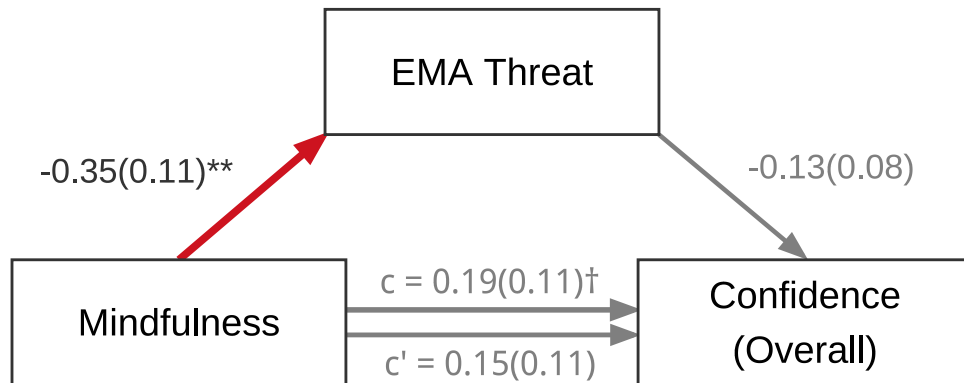 EMA Threat
-0.35(0.11)**
-0.13(0.08)
c = 0.19(0.11)†
Mindfulness
Confidence
(Overall)
c' = 0.15(0.11)